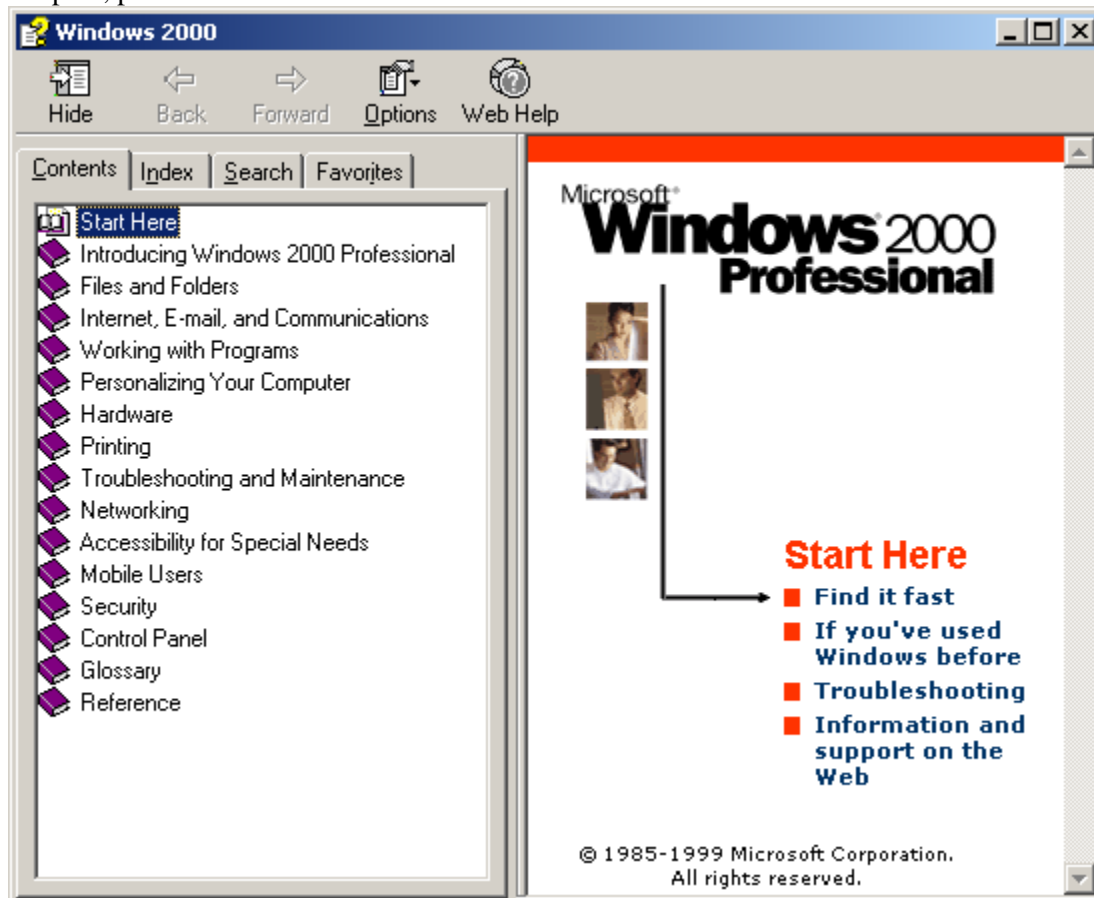 Windows 2000
Hide Back Forward Options Web Help
Contents Index Search Favorites
Start Here
Introducing Windows 2000 Professional
Files and Folders
Internet, E-mail, and Communications
Working with Programs
Personalizing Your Computer
Hardware
Printing
Troubleshooting and Maintenance
Networking
Accessibility for Special Needs
Mobile Users
Security
Control Panel
Glossary
Reference
Microsoft®
Windows® 2000
Professional
Start Here
Find it fast
If you've used
Windows before
Troubleshooting
Information and
support on the
Web
© 1985-1999 Microsoft Corporation.
All rights reserved.